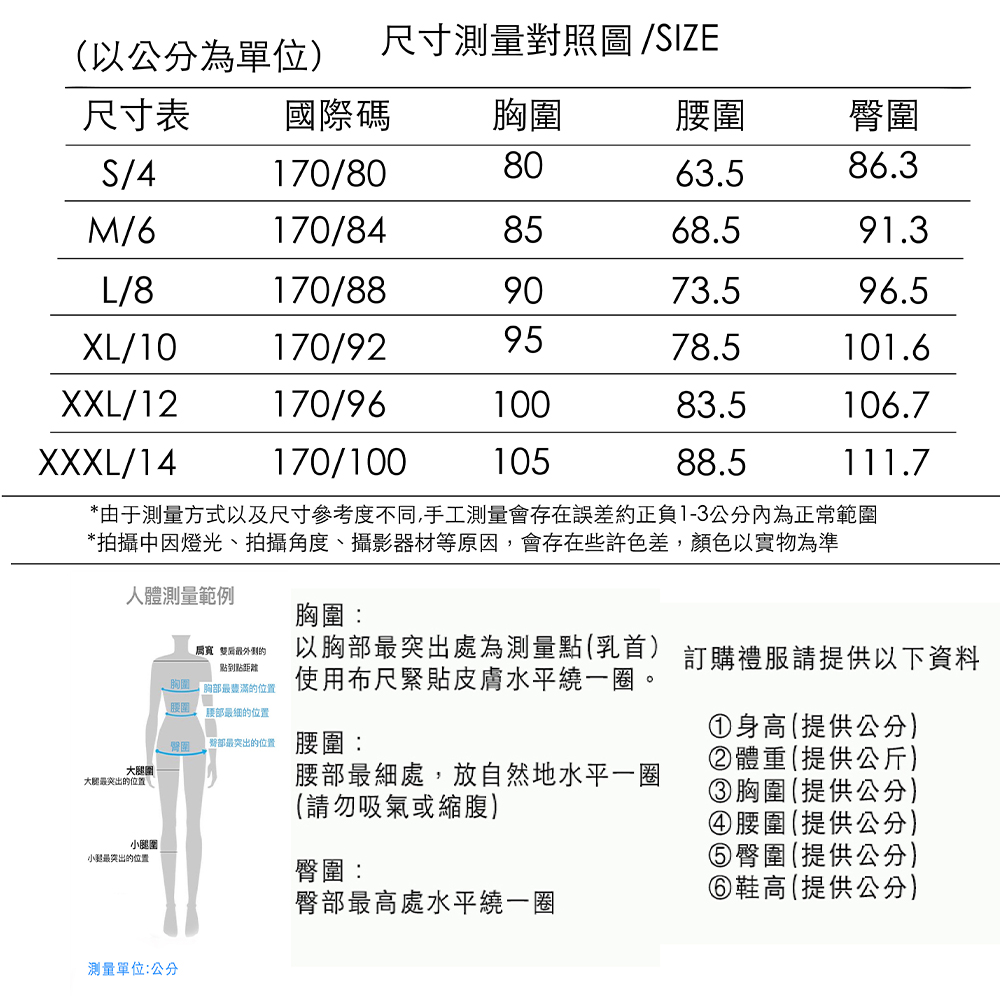 (以公分為單位)
尺寸測量對照圖/SIZE
尺寸表 國際碼 胸圍 腰圍 臀圍
S/4 170/80 80 63.5 86.3
M/6 170/84 85 68.5 91.3
L/8 170/88 90 73.5 96.5
XL/10 170/92 95 78.5 101.6
XXL/12 170/96 100 83.5 106.7
XXXL/14 170/100 105 88.5 111.7
*由于測量方式以及尺寸參考度不同,手工測量會存在誤差約正負1-3公分內為正常範圍
*拍攝中因燈光、拍攝角度、攝影器材等原因,會存在些許色差,顏色以實物為準
人體測量範例
肩寬 雙肩最外側的
點到點距離
胸圍 胸部最豐滿的位置
腰圍 腰部最細的位置
臀圍 臀部最突出的位置
大腿圍
大腿最突出的位置
小腿圍
小腿最突出的位置
測量單位:公分
胸圍:
以胸部最突出處為測量點(乳首)
使用布尺緊貼皮膚水平繞一圈。
腰圍:
腰部最細處,放自然地水平一圈
(請勿吸氣或縮腹)
臀圍:
臀部最高處水平繞一圈
訂購禮服請提供以下資料
①身高(提供公分)
②體重(提供公斤)
③胸圍(提供公分)
④腰圍(提供公分)
⑤臀圍(提供公分)
⑥鞋高(提供公分)